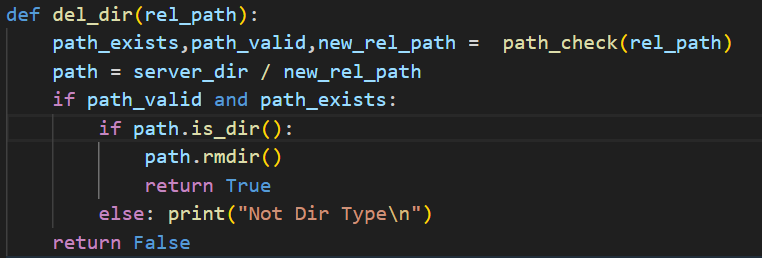 def del_dir(rel_path):
    path_exists,path_valid,new_rel_path =  path_check(rel_path)
    path = server_dir / new_rel_path
    if path_valid and path_exists:
        if path.is_dir():
            path.rmdir()
            return True
        else: print("Not Dir Type\n")
    return False